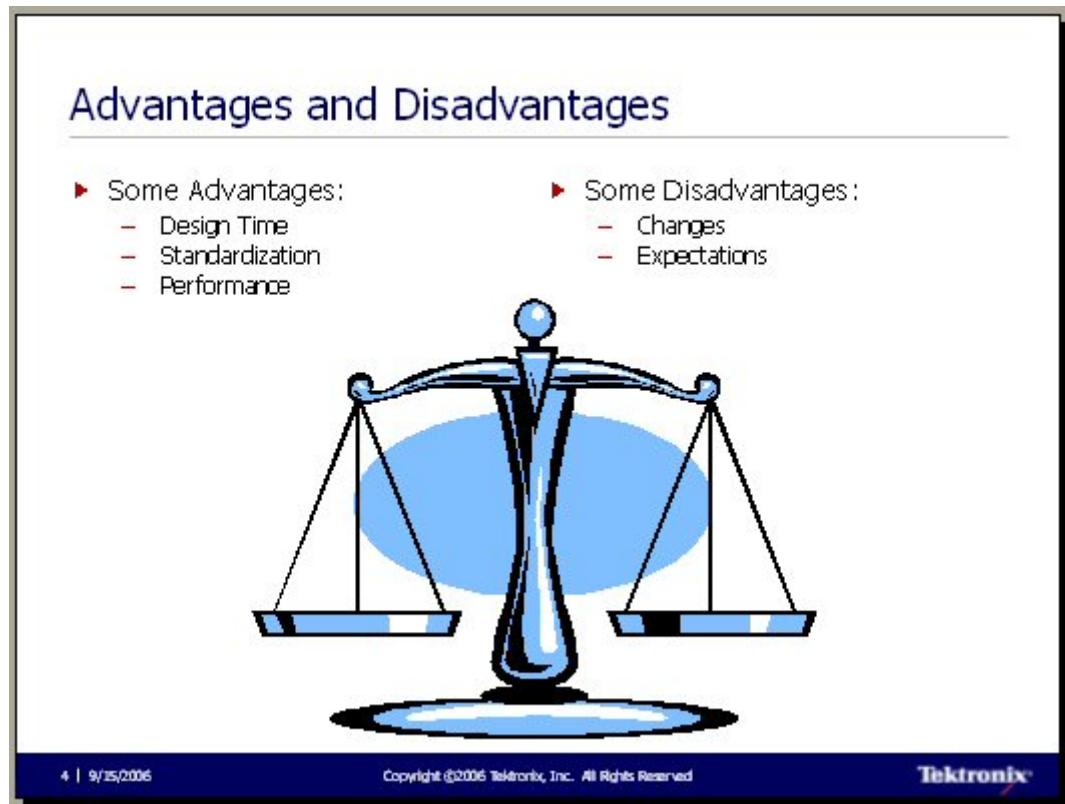 Advantages and Disadvantages
Some Advantages:
– Design Time
– Standardization
– Performance
Some Disadvantages:
– Changes
– Expectations
4 | 9/15/2006
Copyright ©2006 Tektronix, Inc. All Rights Reserved
Tektronix